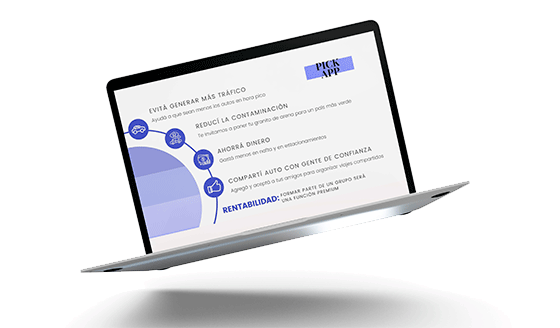 PICK
APP
EVITÁ GENERAR MÁS TRÁFICO
Ayudá a que sean menos los autos en hora pico
REDUCÍ LA CONTAMINACIÓN
Te invitamos a poner tu granito de arena para un país más verde
AHORRÁ DINERO
Gastá menos en nafta y en estacionamientos
COMPARTÍ AUTO CON GENTE DE CONFIANZA
Agregá y aceptá a tus amigos para organizar viajes compartidos
RENTABILIDAD: FORMAR PARTE DE UN GRUPO SERÁ
UNA FUNCIÓN PREMIUM